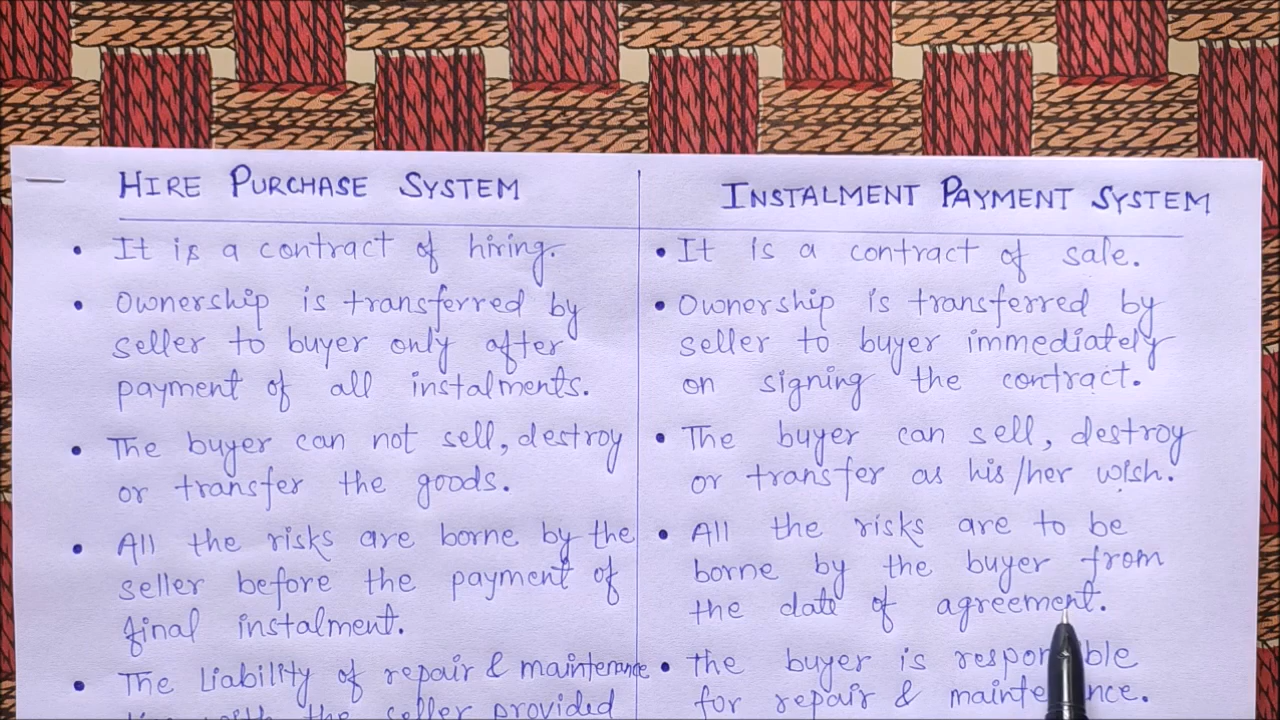 HIRE PURCHASE SYSTEM
• It is a contract of hiring.
• Ownership is transferred by
seller to buyer only after
payment of all instalments.
• The buyer can not sell, destroy
or transfer the goods.
• All the risks are borne by the
seller before the payment of
final instalment.
• The Liability of repair & maintenance
the seller provided
INSTALMENT PAYMENT SYSTEM
• It is a contract of sale.
• Ownership is transferred by
seller to buyer immediately
on signing the contract.
• The buyer can sell, destroy
or transfer as his/her wish.
• All the risks are to be
borne by the buyer from
the date of agreement.
• The buyer is responsible
for repair & maintenance.